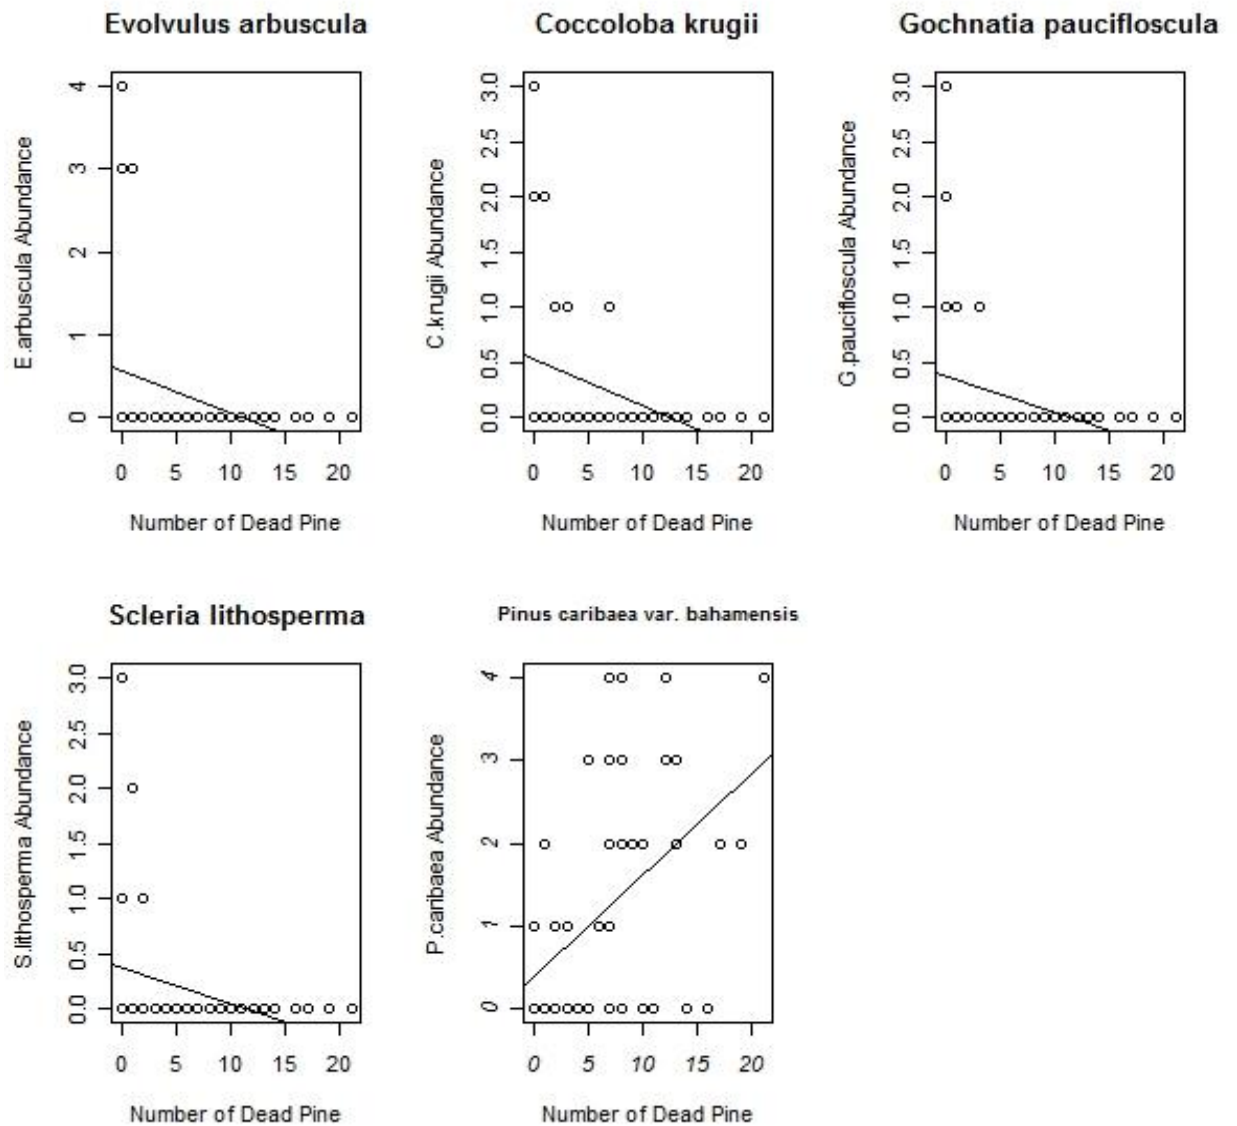 Evolvulus arbuscula
Coccoloba krugii
Gochnatia paucifloscula
E.arbuscula Abundance
4
3
2
1
0
0 5 10 15 20
Number of Dead Pine
C.krugii Abundance
3.0
2.5
2.0
1.5
1.0
0.5
0.0
0 5 10 15 20
Number of Dead Pine
G.paucifloscula Abundance
3.0
2.5
2.0
1.5
1.0
0.5
0.0
0 5 10 15 20
Number of Dead Pine
Scleria lithosperma
Pinus caribaea var. bahamensis
S.lithosperma Abundance
3.0
2.5
2.0
1.5
1.0
0.5
0.0
0 5 10 15 20
Number of Dead Pine
P.caribaea Abundance
4
3
2
1
0
0 5 10 15 20
Number of Dead Pine